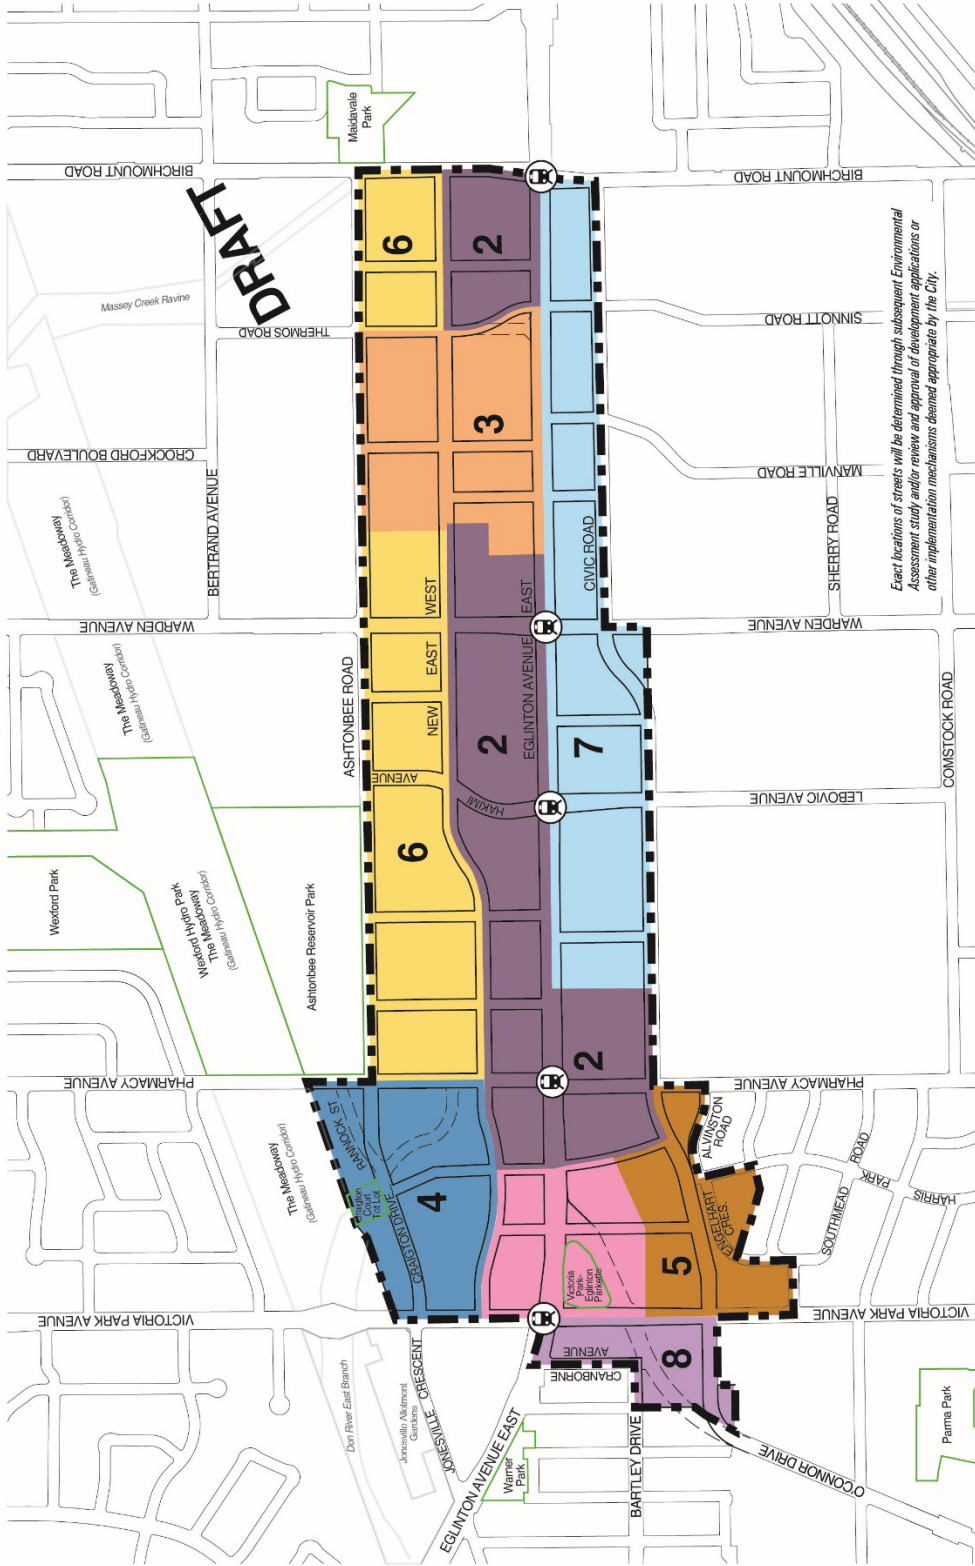 BIRCHMOUNT ROAD
Maidavale
Park
BIRCHMOUNT ROAD
DRAFT
6
2
Massey Creek Ravine
THERMOS ROAD
SINNOTT ROAD
Exact locations of streets will be determined through subsequent Environmental
Assessment study and/or review and approval of development applications or
other implementation mechanisms deemed appropriate by the City.
3
CROCKFORD BOULEVARD
MANVILLE ROAD
The Meadoway
(Gatineau Hydro Corridor)
BERTRAND AVENUE
CIVIC ROAD
SHERRY ROAD
WARDEN AVENUE
WARDEN AVENUE
The Meadoway
(Gatineau Hydro Corridor)
ASHTONBEE ROAD
NEW EAST WEST
EGLINTON AVENUE EAST
2
7
COMSTOCK ROAD
HAKIMI AVENUE
LEBOVIC AVENUE
6
Wexford Park
Wexford Hydro Park
The Meadoway
(Gatineau Hydro Corridor)
Ashtonbee Reservoir Park
2
PHARMACY AVENUE
PHARMACY AVENUE
The Meadoway
(Gatineau Hydro Corridor)
RANNOCK ST
Craigton
Court
Tot Lot
CRAIGTON DRIVE
4
ALVINSTON
ROAD
ENGELHART
CRES.
SOUTHMEAD ROAD
HARRIS PARK
Victoria
Park-
Eglinton
Parkette
5
VICTORIA PARK AVENUE
VICTORIA PARK AVENUE
Don River East Branch
Jonesville Allotment
Gardens
JONESVILLE CRESCENT
CRANBORNE AVENUE
8
EGLINTON AVENUE EAST
Warner
Park
BARTLEY DRIVE
O'CONNOR DRIVE
Parma Park